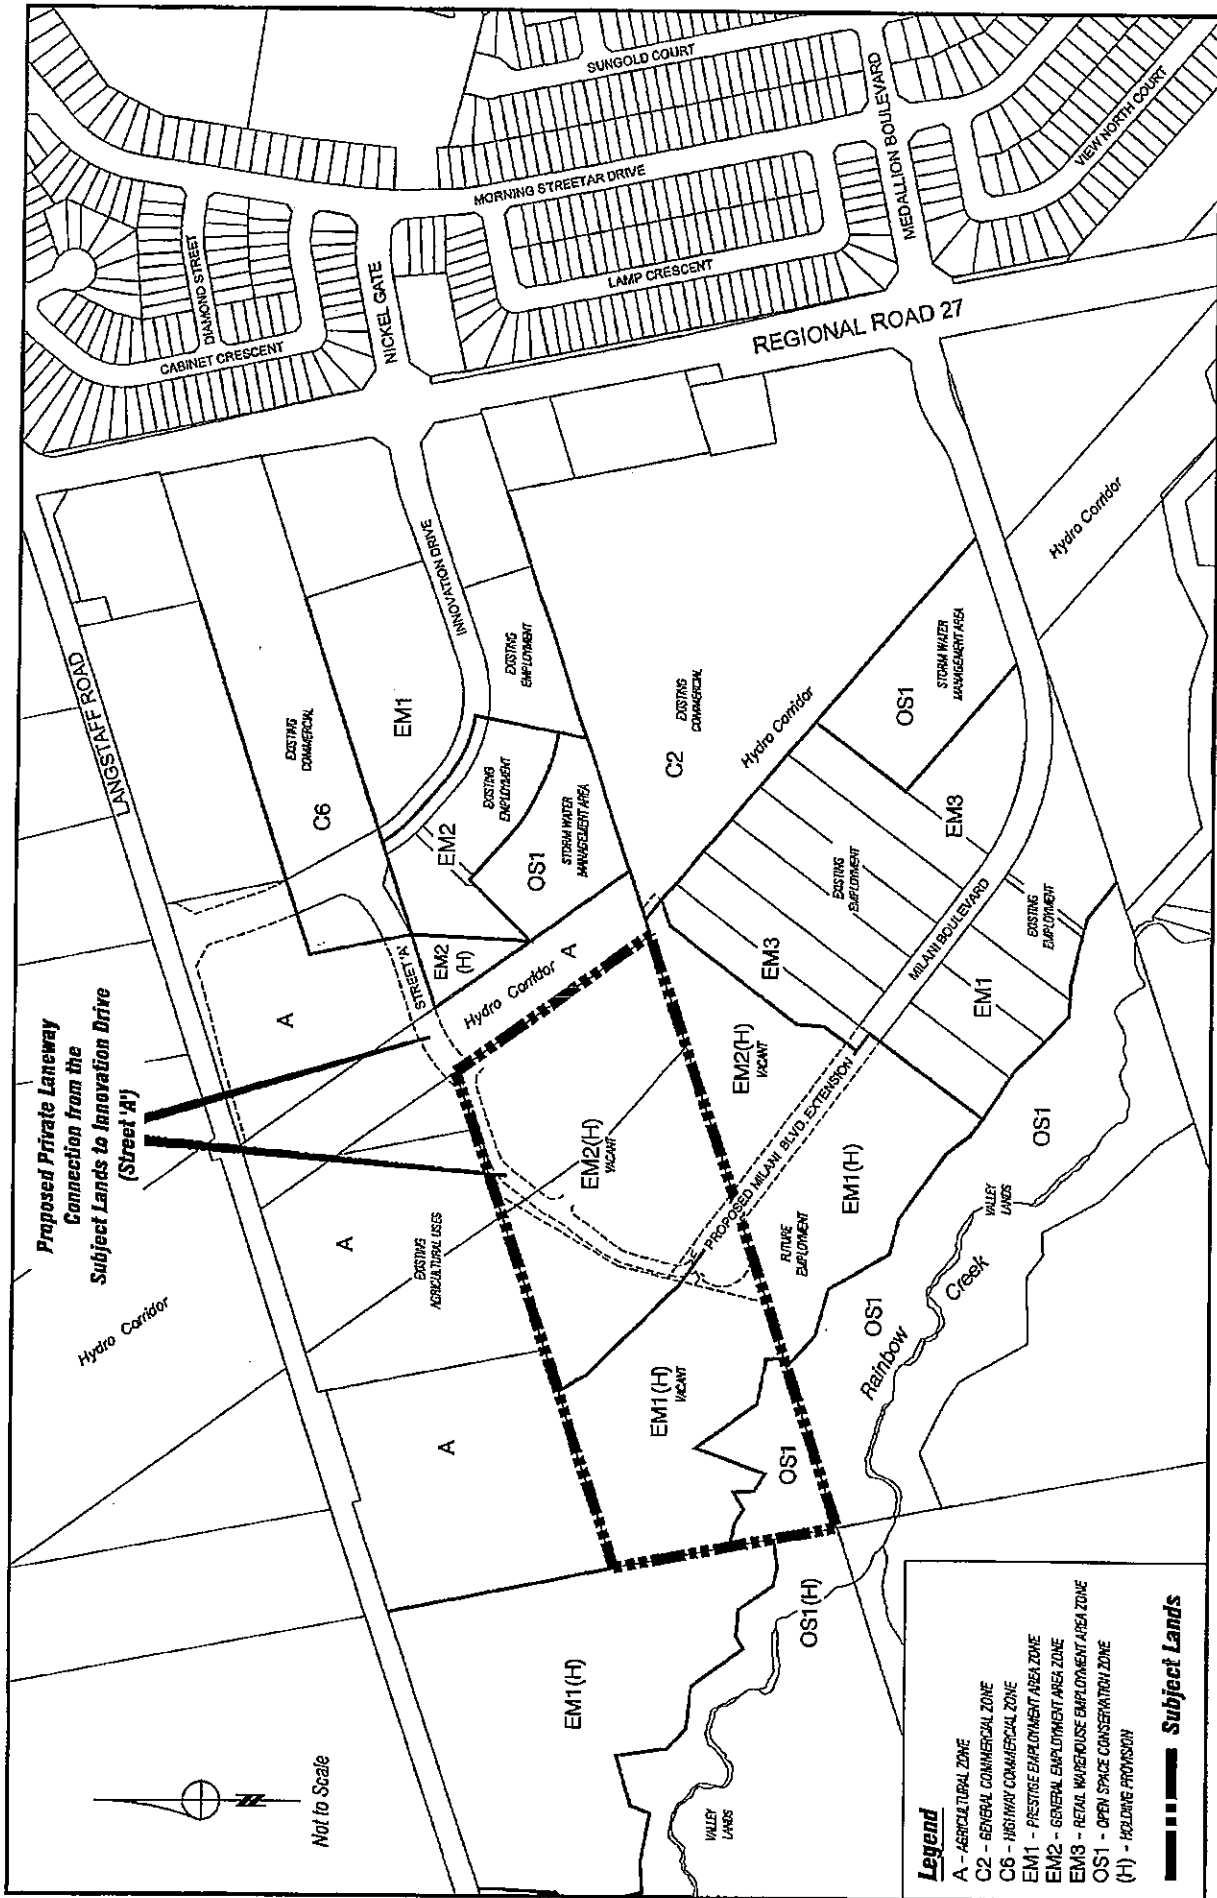 SUNGOLD COURT
MORNING STREETAR DRIVE
MEDALLION BOULEVARD
VIEW NORTH COURT
DIAMOND STREET
CABINET CRESCENT
NICKEL GATE
LAMP CRESCENT
REGIONAL ROAD 27
LANGSTAFF ROAD
INNOVATION DRIVE
EXISTING
COMMERCIAL
C6
EM1
EXISTING
EMPLOYMENT
EXISTING
EMPLOYMENT
EM2
OS1
STORM WATER
MANAGEMENT AREA
EXISTING
COMMERCIAL
C2
Hydro Corridor
Hydro Corridor
OS1
STORM WATER
MANAGEMENT AREA
EM3
EXISTING
EMPLOYMENT
MILANI BOULEVARD
EXISTING
EMPLOYMENT
EM3
EM1
STREET 'A'
EM2
(H)
Hydro Corridor
A
A
Proposed Private Laneway
Connection from the
Subject Lands to Innovation Drive
(Street 'A')
Hydro Corridor
A
EXISTING
AGRICULTURAL USES
A
EM2(H)
VACANT
EM2(H)
VACANT
PROPOSED MILANI BLVD. EXTENSION
EM1(H)
FUTURE
EMPLOYMENT
OS1
VALLEY
LANDS
OS1
Rainbow
Creek
EM1(H)
VACANT
OS1
OS1(H)
EM1(H)
VALLEY
LANDS
Not to Scale
Legend
A - AGRICULTURAL ZONE
C2 - GENERAL COMMERCIAL ZONE
C6 - HIGHWAY COMMERCIAL ZONE
EM1 - PRESTIGE EMPLOYMENT AREA ZONE
EM2 - GENERAL EMPLOYMENT AREA ZONE
EM3 - RETAIL WAREHOUSE EMPLOYMENT AREA ZONE
OS1 - OPEN SPACE CONSERVATION ZONE
(H) - HOLDING PROVISION
Subject Lands